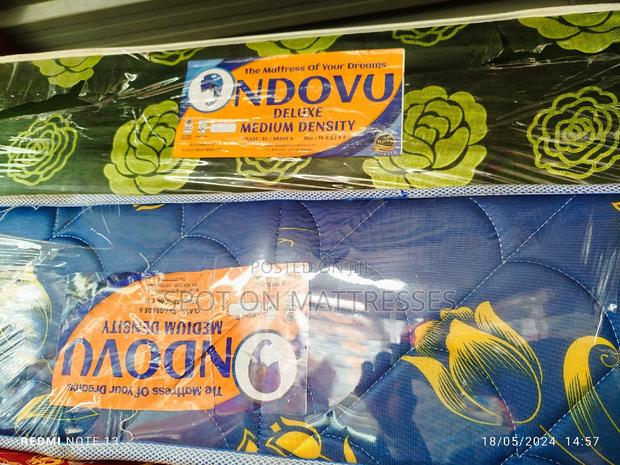 The Mattress Of Your Dreams
NDOVU
DELUXE
MEDIUM DENSITY
POSTED ON JIJI
SPOT ON MATTRESSES
The Mattress Of Your Dreams
NDOVU
MEDIUM DENSITY
REDMI NOTE 13
18/05/2024 14:57